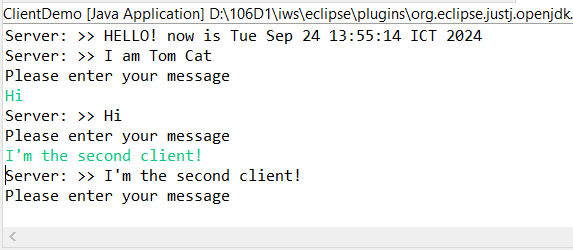 ClientDemo [Java Application] D:\106D1\iws\eclipse\plugins\org.eclipse.justj.openjdk.
Server: >> HELLO! now is Tue Sep 24 13:55:14 ICT 2024
Server: >> I am Tom Cat
Please enter your message
Hi
Server: >> Hi
Please enter your message
I'm the second client!
Server: >> I'm the second client!
Please enter your message